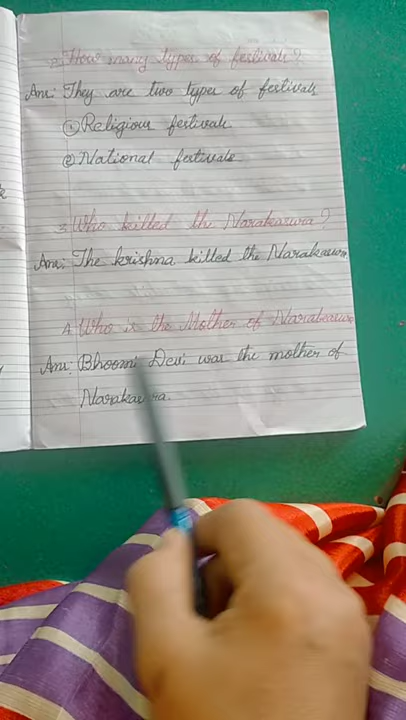 2. How many types of festivals?
Ans: They are two types of festivals
① Religious festivals
② National festivals
3. Who killed the Narakasura?
Ans: The krishna killed the Narakasura
4. Who is the Mother of Narakasura
Ans: Bhoomi Devi was the mother of
Narakasura.